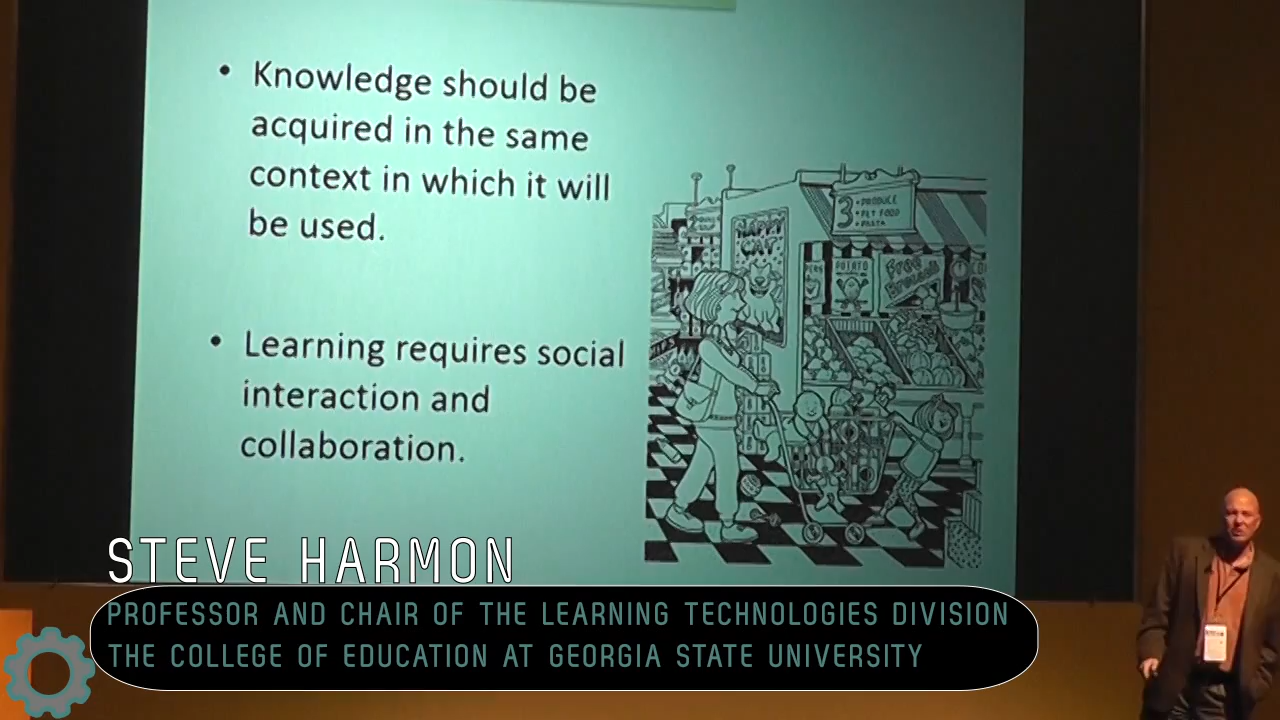 • Knowledge should be
acquired in the same
context in which it will
be used.
• Learning requires social
interaction and
collaboration.
3 • PRODUCE
• PET FOOD
• PASTA
HAPPY
CAT
POTATO
STEVE HARMON
PROFESSOR AND CHAIR OF THE LEARNING TECHNOLOGIES DIVISION
THE COLLEGE OF EDUCATION AT GEORGIA STATE UNIVERSITY